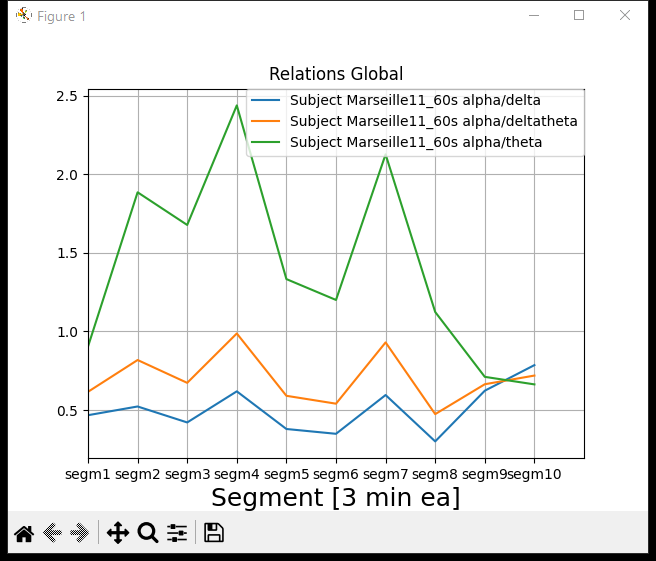 Figure 1
Relations Global
Subject Marseille11_60s alpha/delta
Subject Marseille11_60s alpha/deltatheta
Subject Marseille11_60s alpha/theta
2.5
2.0
1.5
1.0
0.5
segm1 segm2 segm3 segm4 segm5 segm6 segm7 segm8 segm9 segm10
Segment [3 min ea]